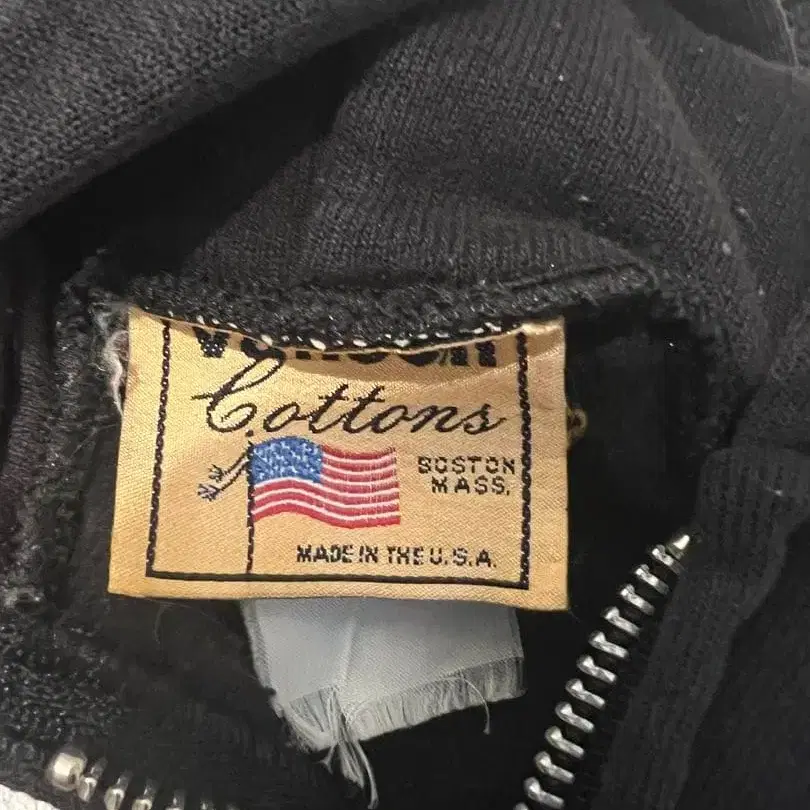 Cottons
BOSTON
MASS.
MADE IN THE U.S.A.